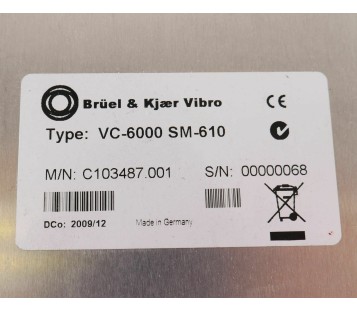 Brüel & Kjær Vibro
CE
Type: VC-6000 SM-610
M/N: C103487.001 S/N: 00000068
DCo: 2009/12 Made in Germany